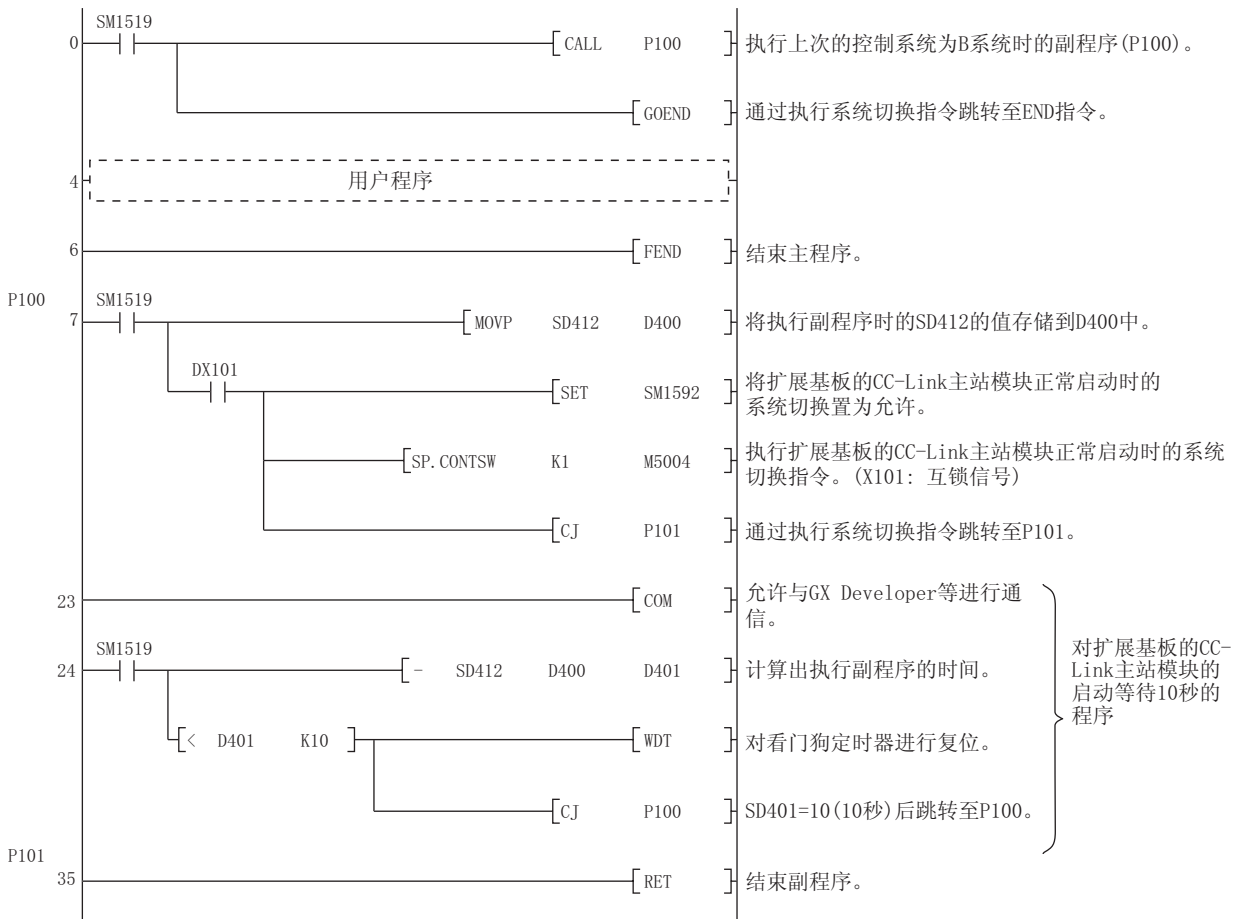 SM1519
0 CALL P100 执行上次的控制系统为B系统时的副程序(P100)。
GOEND 通过执行系统切换指令跳转至END指令。
4 用户程序
6 FEND 结束主程序。
P100 SM1519
7 MOVP SD412 D400 将执行副程序时的SD412的值存储到D400中。
DX101
SET SM1592 将扩展基板的CC-Link主站模块正常启动时的
系统切换置为允许。
SP.CONTSW K1 M5004 执行扩展基板的CC-Link主站模块正常启动时的系统
切换指令。(X101: 互锁信号)
CJ P101 通过执行系统切换指令跳转至P101。
23 COM 允许与GX Developer等进行通
信。
SM1519
24 - SD412 D400 D401 计算出执行副程序的时间。
< D401 K10 WDT 对看门狗定时器进行复位。
CJ P100 SD401=10(10秒)后跳转至P100。
对扩展基板的CC-
Link主站模块的
启动等待10秒的
程序
P101
35 RET 结束副程序。